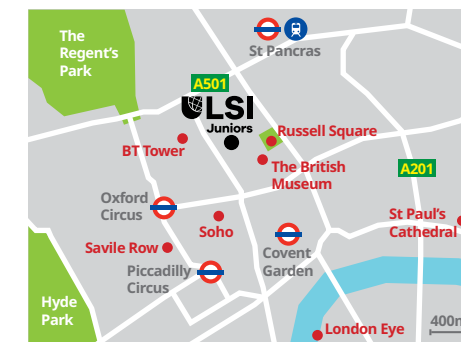 The
Regent's
Park
St Pancras
A501
LSI
Juniors
BT Tower
Russell Square
The British
Museum
A201
Oxford
Circus
Soho
St Paul's
Cathedral
Savile Row
Covent
Garden
Piccadilly
Circus
Hyde
Park
London Eye
400m